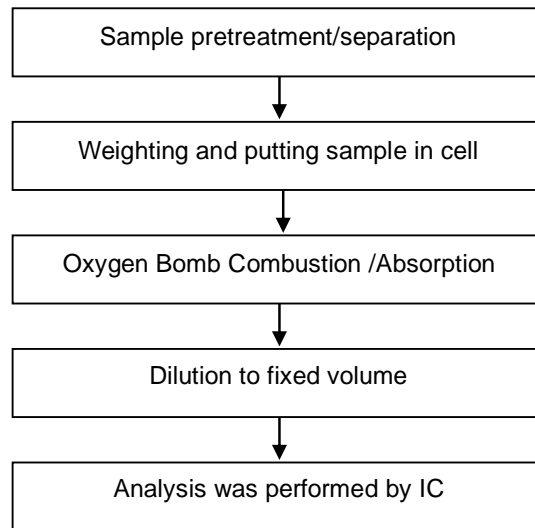 Sample pretreatment/separation
Weighting and putting sample in cell
Oxygen Bomb Combustion /Absorption
Dilution to fixed volume
Analysis was performed by IC